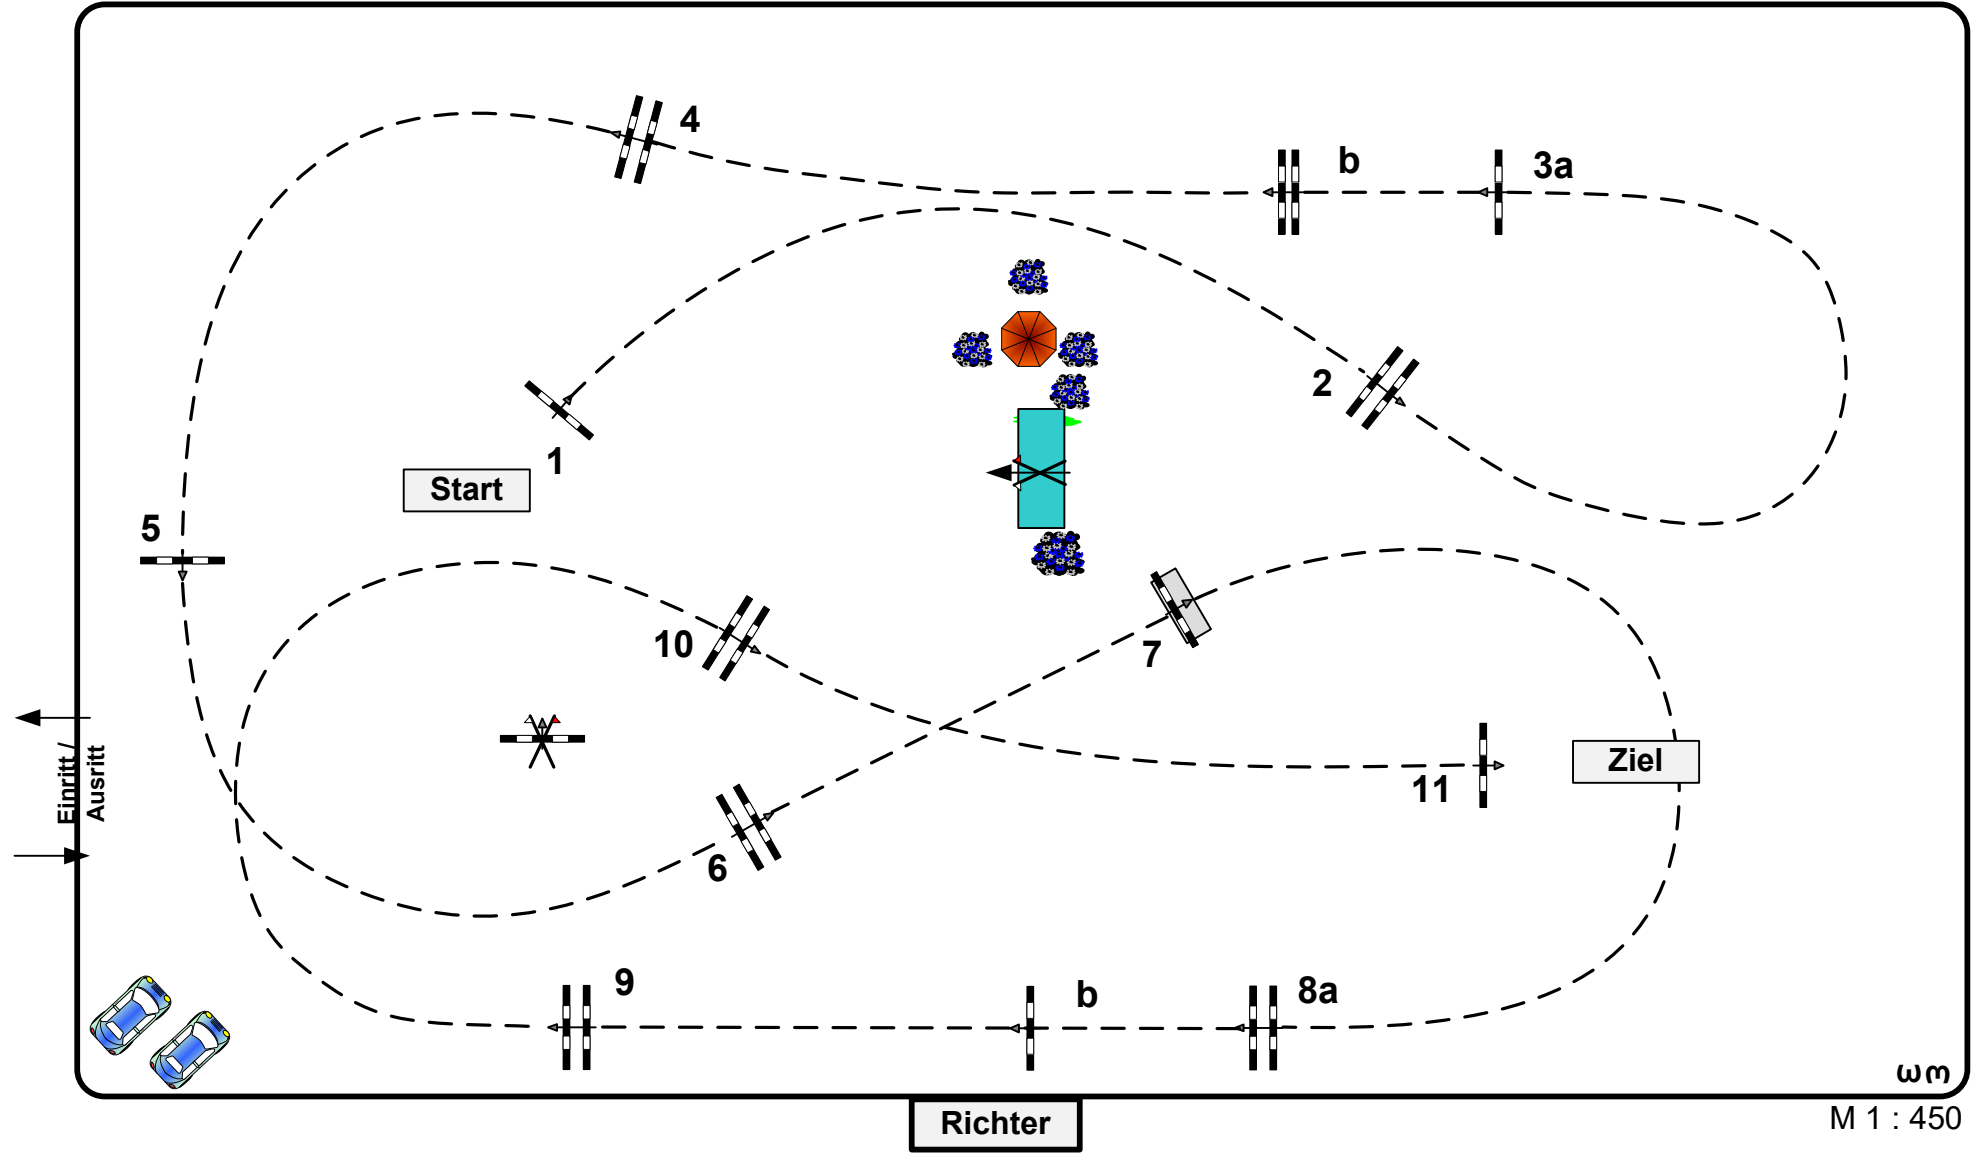 4
b
3a
2
1
Start
5
10
7
Einritt /
Ausritt
Ziel
11
6
9
b
8a
ωm
Richter
M 1 : 450